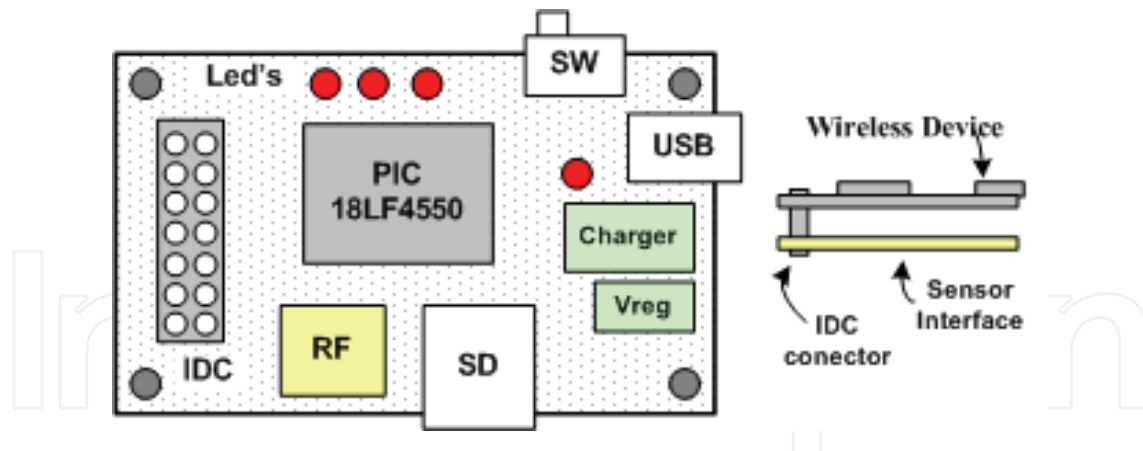 Led's
SW
USB
PIC
18LF4550
Charger
Vreg
RF
SD
IDC
Wireless Device
IDC
conector
Sensor
Interface